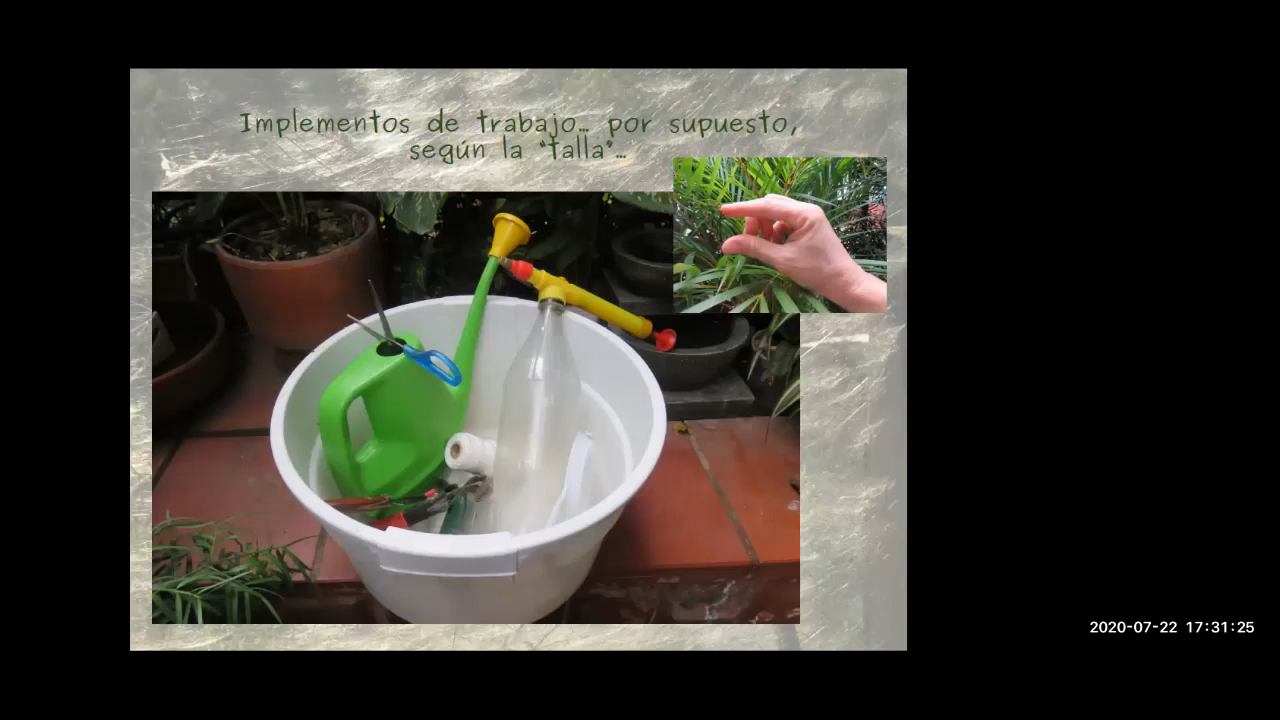 Implementos de trabajo… por supuesto,
según la "talla"…
2020-07-22 17:31:25